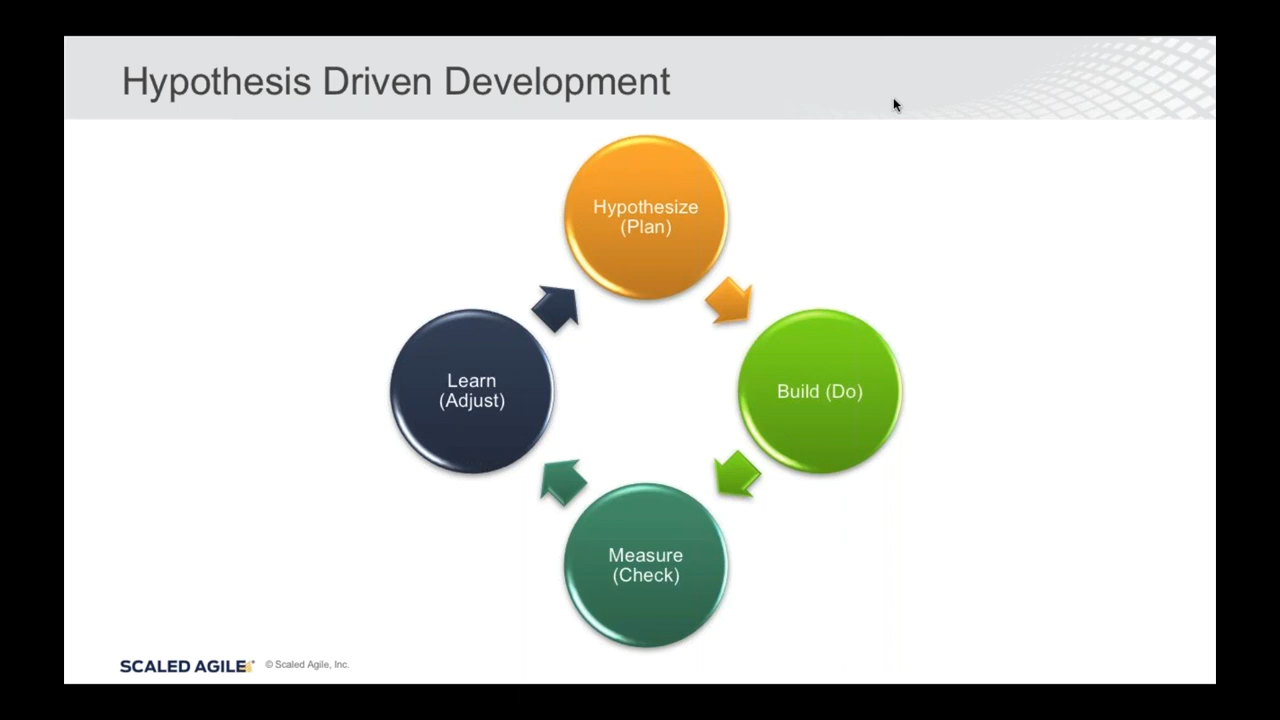 Hypothesis Driven Development
Hypothesize
(Plan)
Learn
(Adjust)
Build (Do)
Measure
(Check)
SCALED AGILE
© Scaled Agile, Inc.